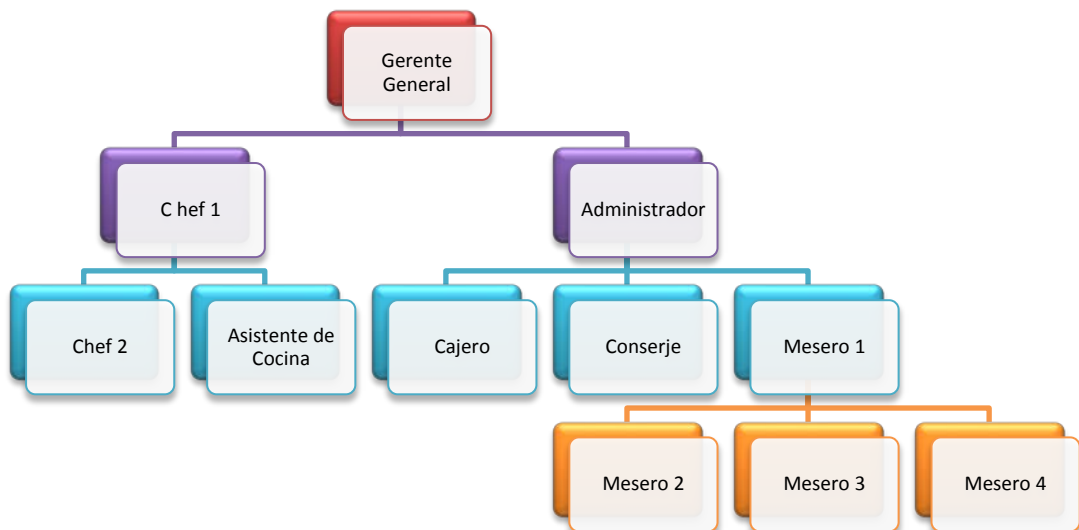 Gerente
General
C hef 1
Administrador
Chef 2
Asistente de
Cocina
Cajero
Conserje
Mesero 1
Mesero 2
Mesero 3
Mesero 4